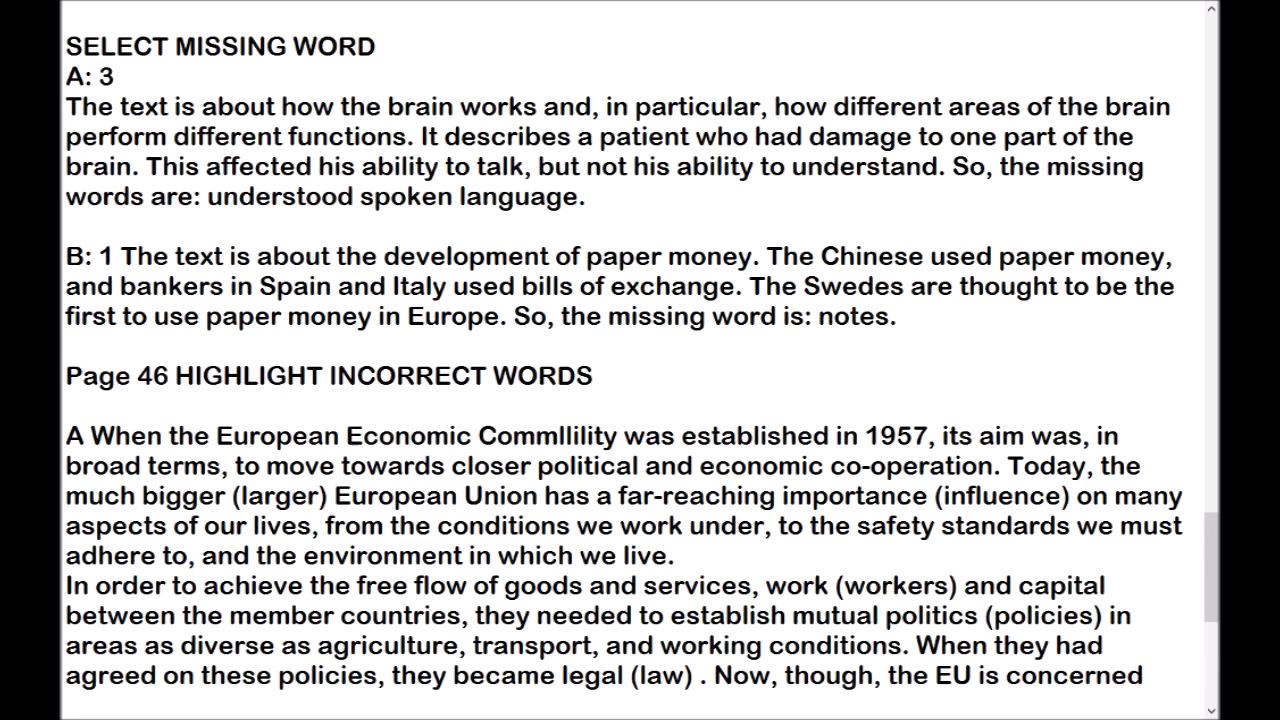 SELECT MISSING WORD
A: 3
The text is about how the brain works and, in particular, how different areas of the brain
perform different functions. It describes a patient who had damage to one part of the
brain. This affected his ability to talk, but not his ability to understand. So, the missing
words are: understood spoken language.
B: 1 The text is about the development of paper money. The Chinese used paper money,
and bankers in Spain and Italy used bills of exchange. The Swedes are thought to be the
first to use paper money in Europe. So, the missing word is: notes.
Page 46 HIGHLIGHT INCORRECT WORDS
A When the European Economic Commllility was established in 1957, its aim was, in
broad terms, to move towards closer political and economic co-operation. Today, the
much bigger (larger) European Union has a far-reaching importance (influence) on many
aspects of our lives, from the conditions we work under, to the safety standards we must
adhere to, and the environment in which we live.
In order to achieve the free flow of goods and services, work (workers) and capital
between the member countries, they needed to establish mutual politics (policies) in
areas as diverse as agriculture, transport, and working conditions. When they had
agreed on these policies, they became legal (law) . Now, though, the EU is concerned